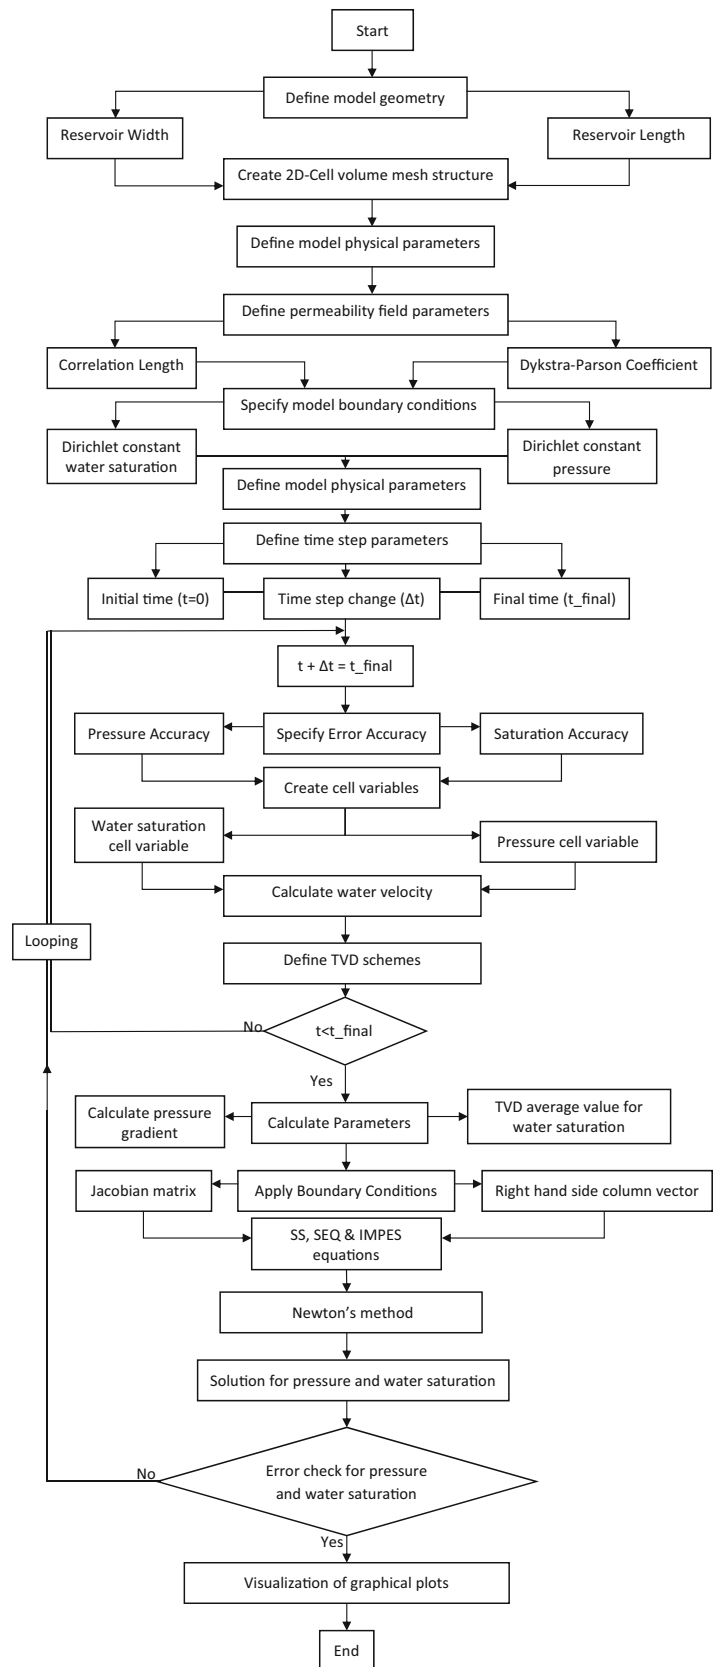 Start
Define model geometry
Reservoir Width
Reservoir Length
Create 2D-Cell volume mesh structure
Define model physical parameters
Define permeability field parameters
Correlation Length
Dykstra-Parson Coefficient
Specify model boundary conditions
Dirichlet constant
water saturation
Dirichlet constant
pressure
Define model physical parameters
Define time step parameters
Initial time (t=0)
Time step change (Δt)
Final time (t_final)
t + Δt = t_final
Pressure Accuracy
Specify Error Accuracy
Saturation Accuracy
Create cell variables
Water saturation
cell variable
Pressure cell variable
Calculate water velocity
Looping
Define TVD schemes
No
t<t_final
Yes
Calculate pressure
gradient
Calculate Parameters
TVD average value for
water saturation
Jacobian matrix
Apply Boundary Conditions
Right hand side column vector
SS, SEQ & IMPES
equations
Newton’s method
Solution for pressure and water saturation
No
Error check for pressure
and water saturation
Yes
Visualization of graphical plots
End